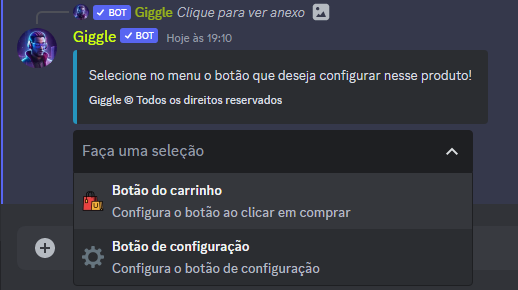 BOT Giggle Clique para ver anexo
Giggle BOT Hoje às 19:10
Selecione no menu o botão que deseja configurar nesse produto!
Giggle © Todos os direitos reservados
Faça uma seleção
Botão do carrinho
Configura o botão ao clicar em comprar
Botão de configuração
Configura o botão de configuração